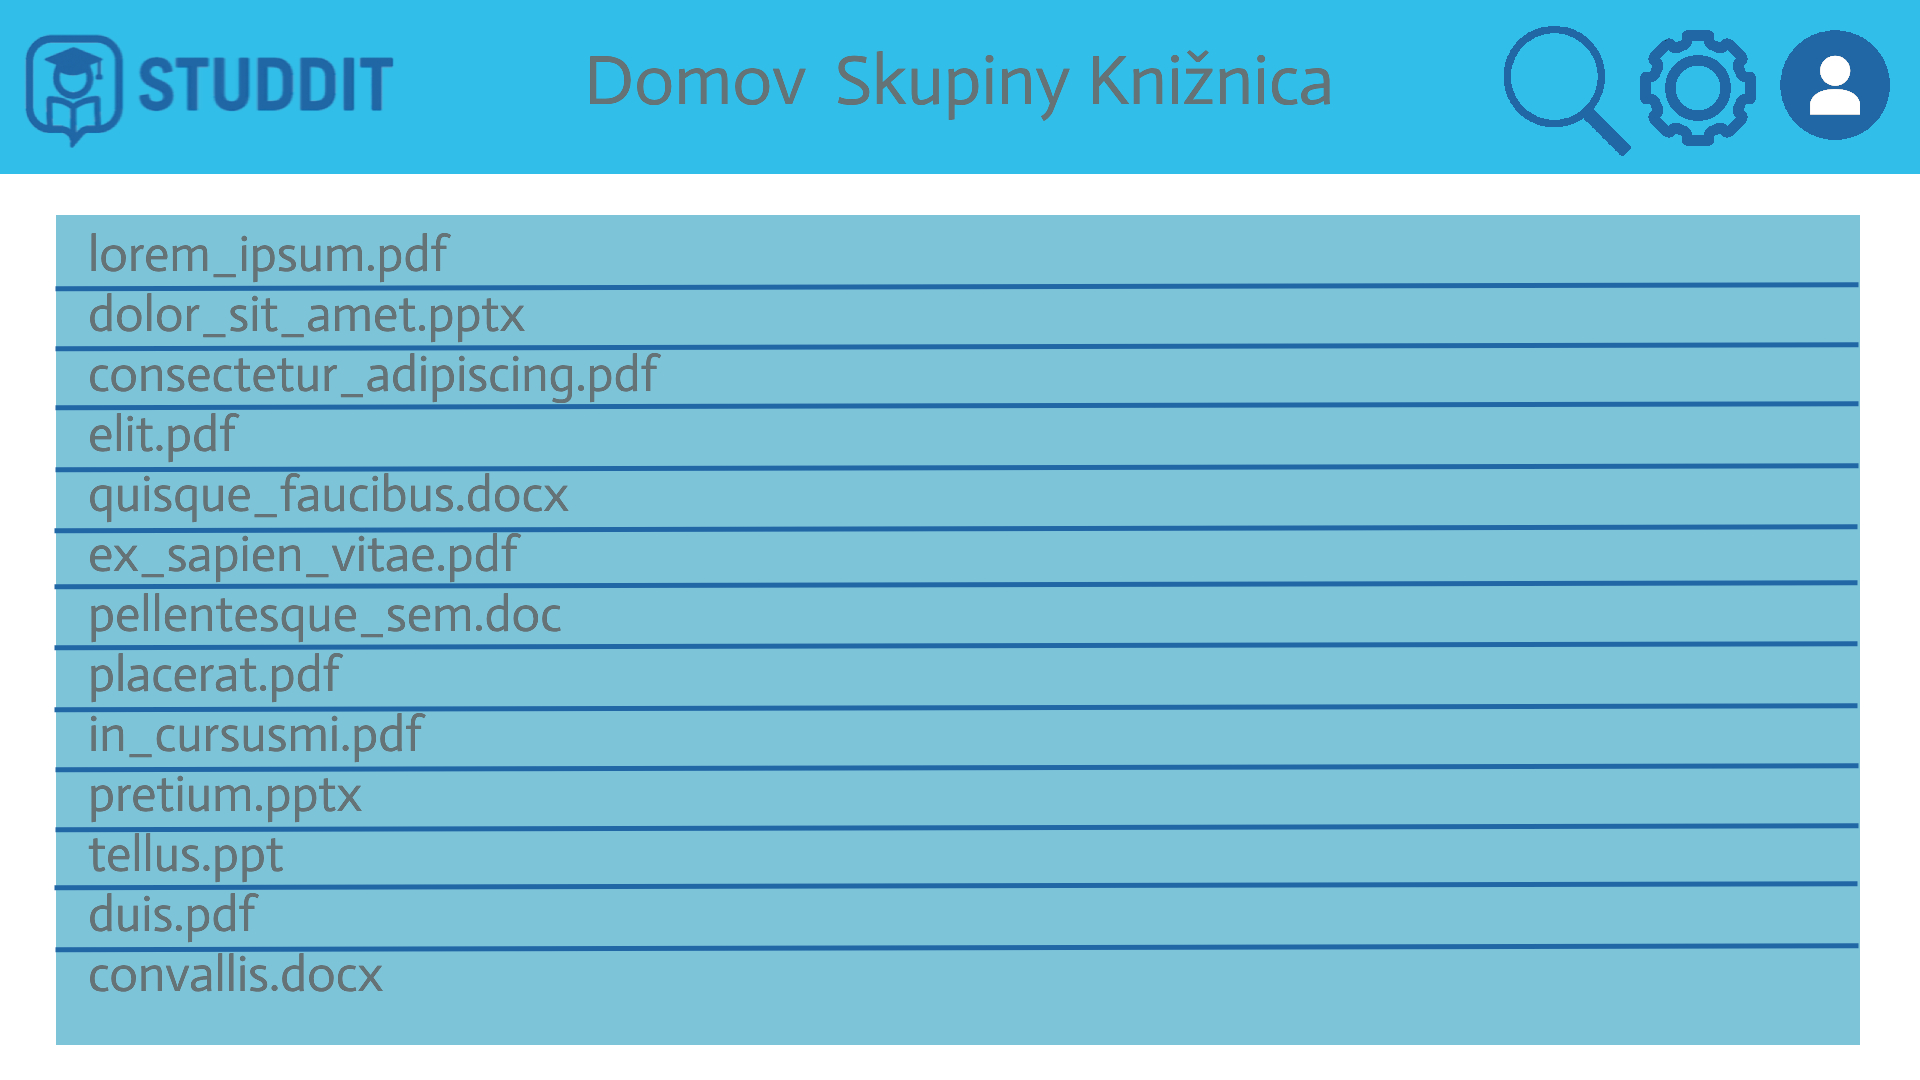 STUDDIT
Domov Skupiny Knižnica
lorem_ipsum.pdf
dolor_sit_amet.pptx
consectetur_adipiscing.pdf
elit.pdf
quisque_faucibus.docx
ex_sapien_vitae.pdf
pellentesque_sem.doc
placerat.pdf
in_cursusmi.pdf
pretium.pptx
tellus.ppt
duis.pdf
convallis.docx